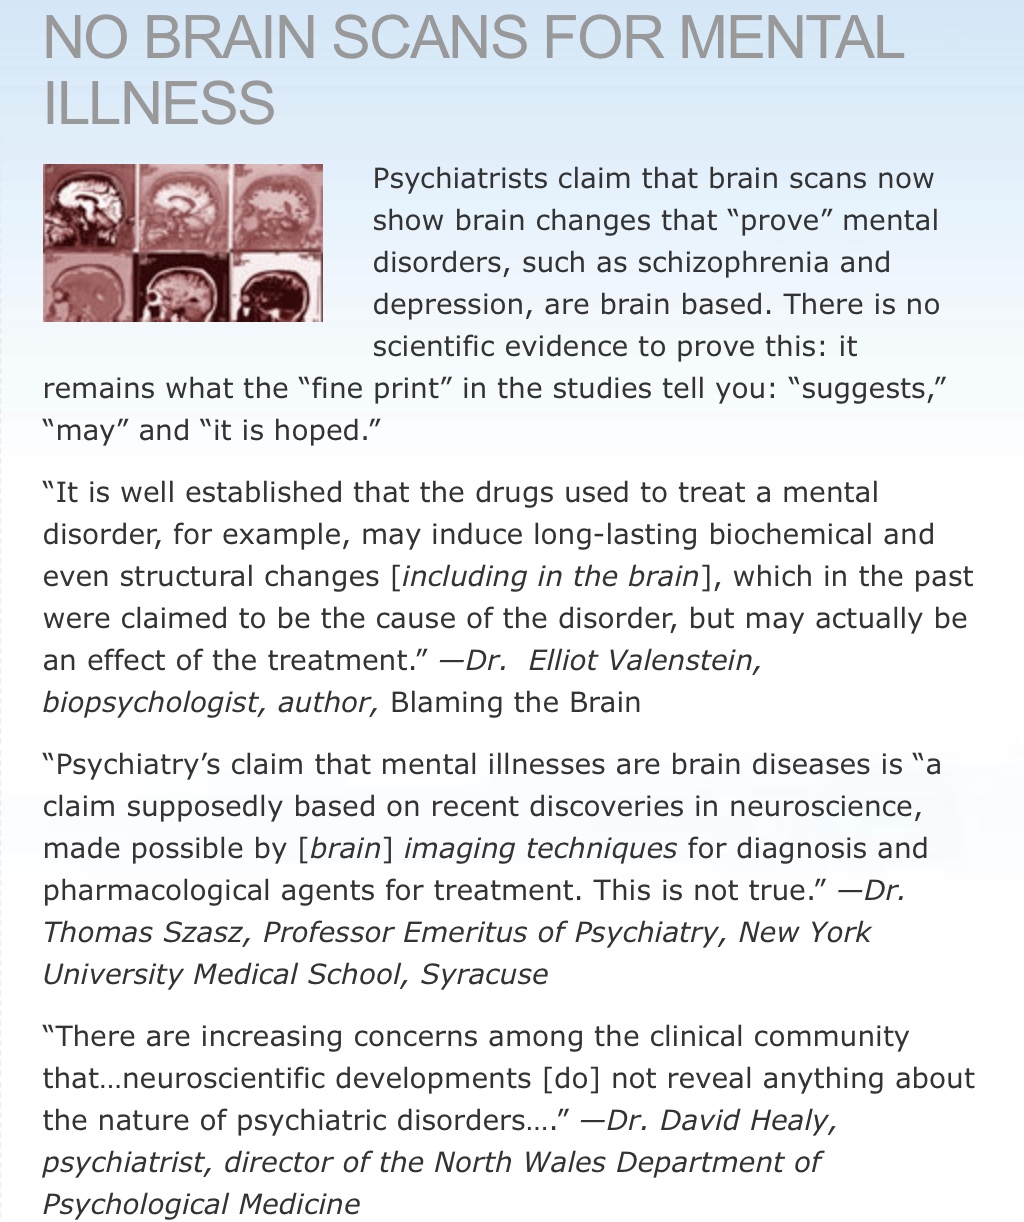 NO BRAIN SCANS FOR MENTAL
ILLNESS
Psychiatrists claim that brain scans now
show brain changes that “prove” mental
disorders, such as schizophrenia and
depression, are brain based. There is no
scientific evidence to prove this: it
remains what the “fine print” in the studies tell you: “suggests,”
“may” and “it is hoped.”
“It is well established that the drugs used to treat a mental
disorder, for example, may induce long-lasting biochemical and
even structural changes [including in the brain], which in the past
were claimed to be the cause of the disorder, but may actually be
an effect of the treatment.” —Dr.  Elliot Valenstein,
biopsychologist, author, Blaming the Brain
“Psychiatry’s claim that mental illnesses are brain diseases is “a
claim supposedly based on recent discoveries in neuroscience,
made possible by [brain] imaging techniques for diagnosis and
pharmacological agents for treatment. This is not true.” —Dr.
Thomas Szasz, Professor Emeritus of Psychiatry, New York
University Medical School, Syracuse
“There are increasing concerns among the clinical community
that…neuroscientific developments [do] not reveal anything about
the nature of psychiatric disorders….” —Dr. David Healy,
psychiatrist, director of the North Wales Department of
Psychological Medicine